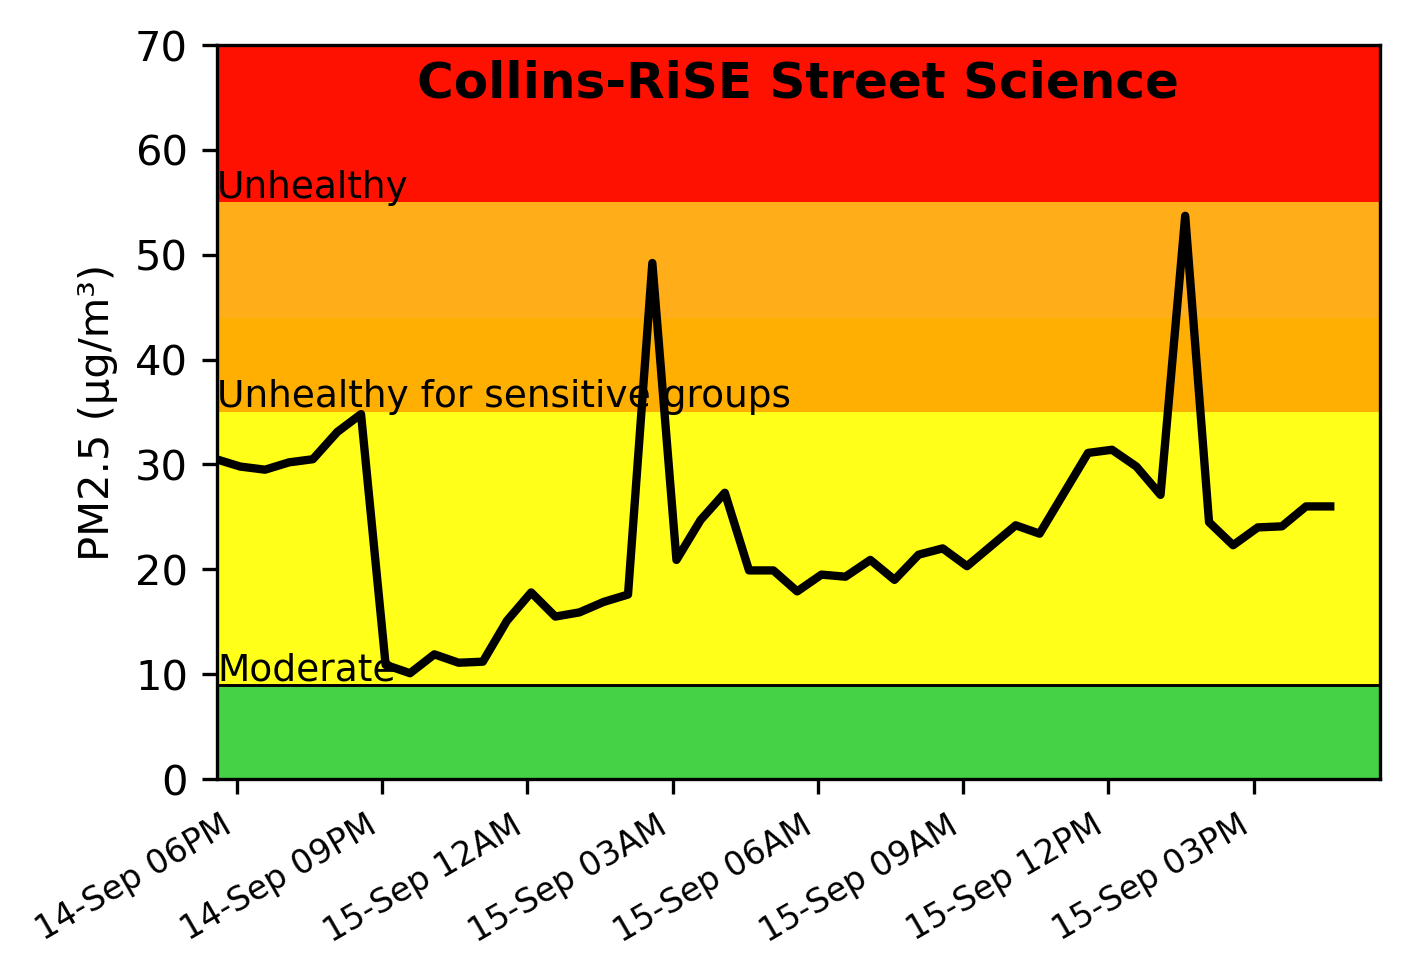 Collins-RiSE Street Science
70
60
50
40
30
20
10
0
PM2.5 (μg/m³)
Unhealthy
Unhealthy for sensitive groups
Moderate
14-Sep 06PM
14-Sep 09PM
15-Sep 12AM
15-Sep 03AM
15-Sep 06AM
15-Sep 09AM
15-Sep 12PM
15-Sep 03PM